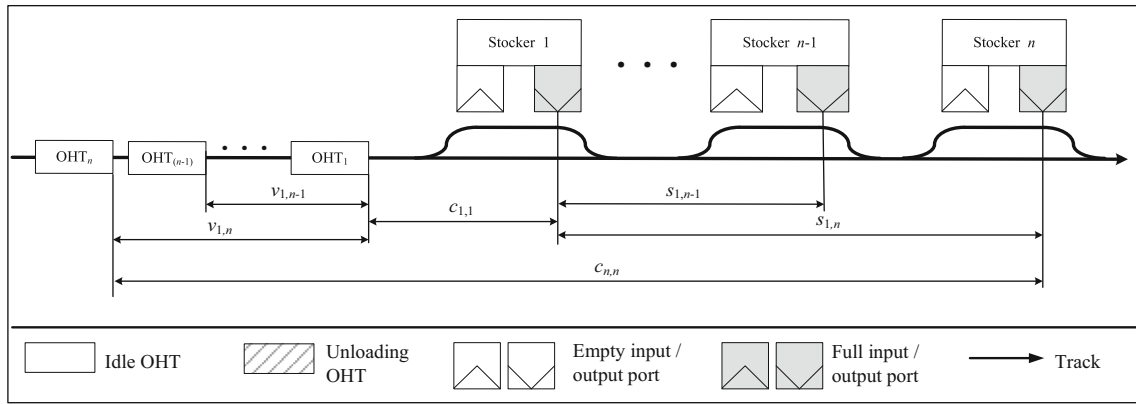 Stocker 1
Stocker n-1
Stocker n
• • •
OHTn
OHT(n-1)
• • •
OHT1
v1,n-1
c1,1
s1,n-1
v1,n
s1,n
cn,n
Idle OHT
Unloading
OHT
Empty input /
output port
Full input /
output port
Track